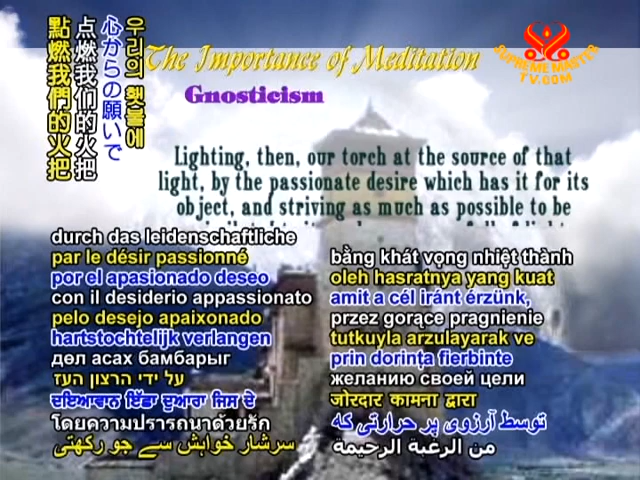 우리의 횃불에
心からの願いで
点燃我们的火把
點燃我們的火把
The Importance of Meditation
SUPREME MASTER
TV.COM
Gnosticism
Lighting, then, our torch at the source of that
light, by the passionate desire which has it for its
object, and striving as much as possible to be
durch das leidenschaftliche
par le désir passionné
por el apasionado deseo
con il desiderio appassionato
pelo desejo apaixonado
hartstochtelijk verlangen
дөл асах бамбарыг
על ידי הרצון העז
ਦਇਆਵਾਨ ਇੱਛਾ ਦੁਆਰਾ ਜਿਸ ਦੇ
โดยความปรารถนาด้วยรัก
سرشار خواہش سے جو رکھتی
bằng khát vọng nhiệt thành
oleh hasratnya yang kuat
amit a cél iránt érzünk,
przez gorące pragnienie
tutkuyla arzulayarak ve
prin dorinţa fierbinte
желанию своей цели
जोरदार कामना द्वारा
توسط آرزوی پر حرارتی که
من الرغبة الرحيمة